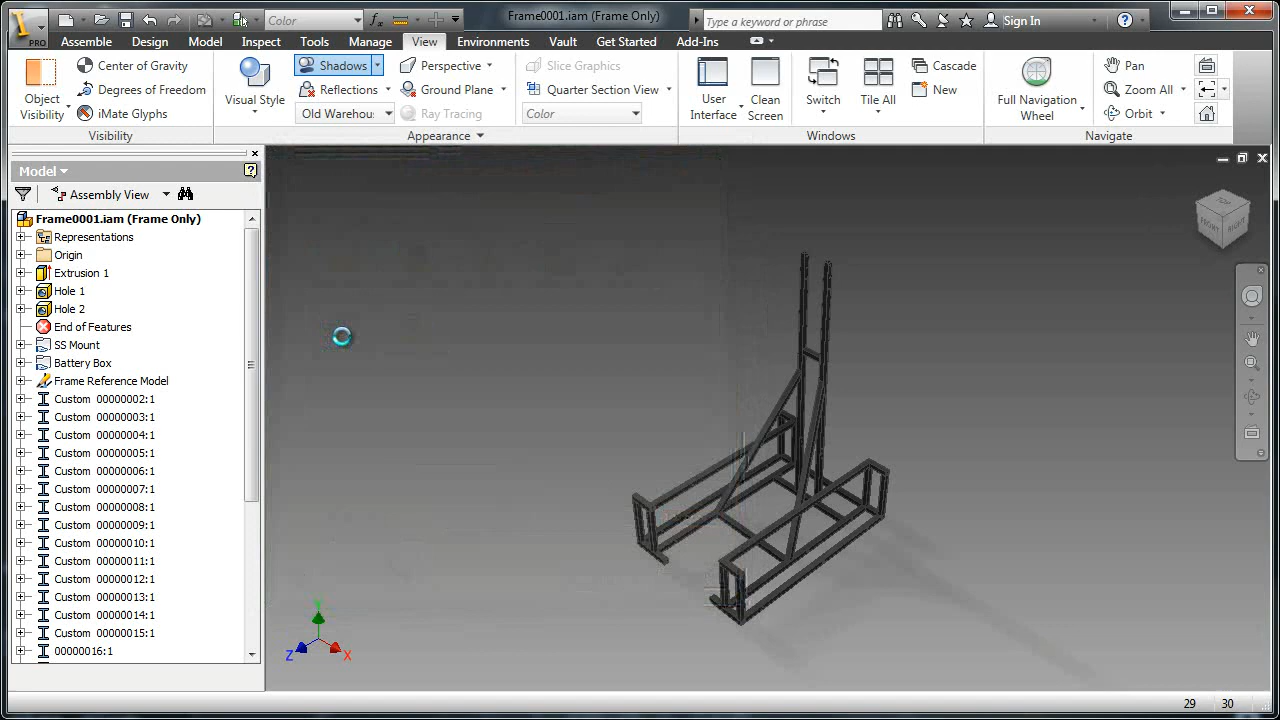 PRO
Color
Frame0001.iam (Frame Only)
Type a keyword or phrase
Sign In
Assemble Design Model Inspect Tools Manage View Environments Vault Get Started Add-Ins
Object Visibility
Center of Gravity
Degrees of Freedom
iMate Glyphs
Visibility
Visual Style
Shadows
Reflections
Old Warehou
Perspective
Ground Plane
Ray Tracing
Slice Graphics
Quarter Section View
Color
Appearance
User Interface
Clean Screen
Switch
Tile All
Cascade
New
Windows
Full Navigation Wheel
Pan
Zoom All
Orbit
Navigate
Model
Assembly View
Frame0001.iam (Frame Only)
Representations
Origin
Extrusion 1
Hole 1
Hole 2
End of Features
SS Mount
Battery Box
Frame Reference Model
Custom 00000002:1
Custom 00000003:1
Custom 00000004:1
Custom 00000005:1
Custom 00000006:1
Custom 00000007:1
Custom 00000008:1
Custom 00000009:1
Custom 00000010:1
Custom 00000011:1
Custom 00000012:1
Custom 00000013:1
Custom 00000014:1
Custom 00000015:1
00000016:1
TOP
FRONT
RIGHT
Y
Z
X
29 30